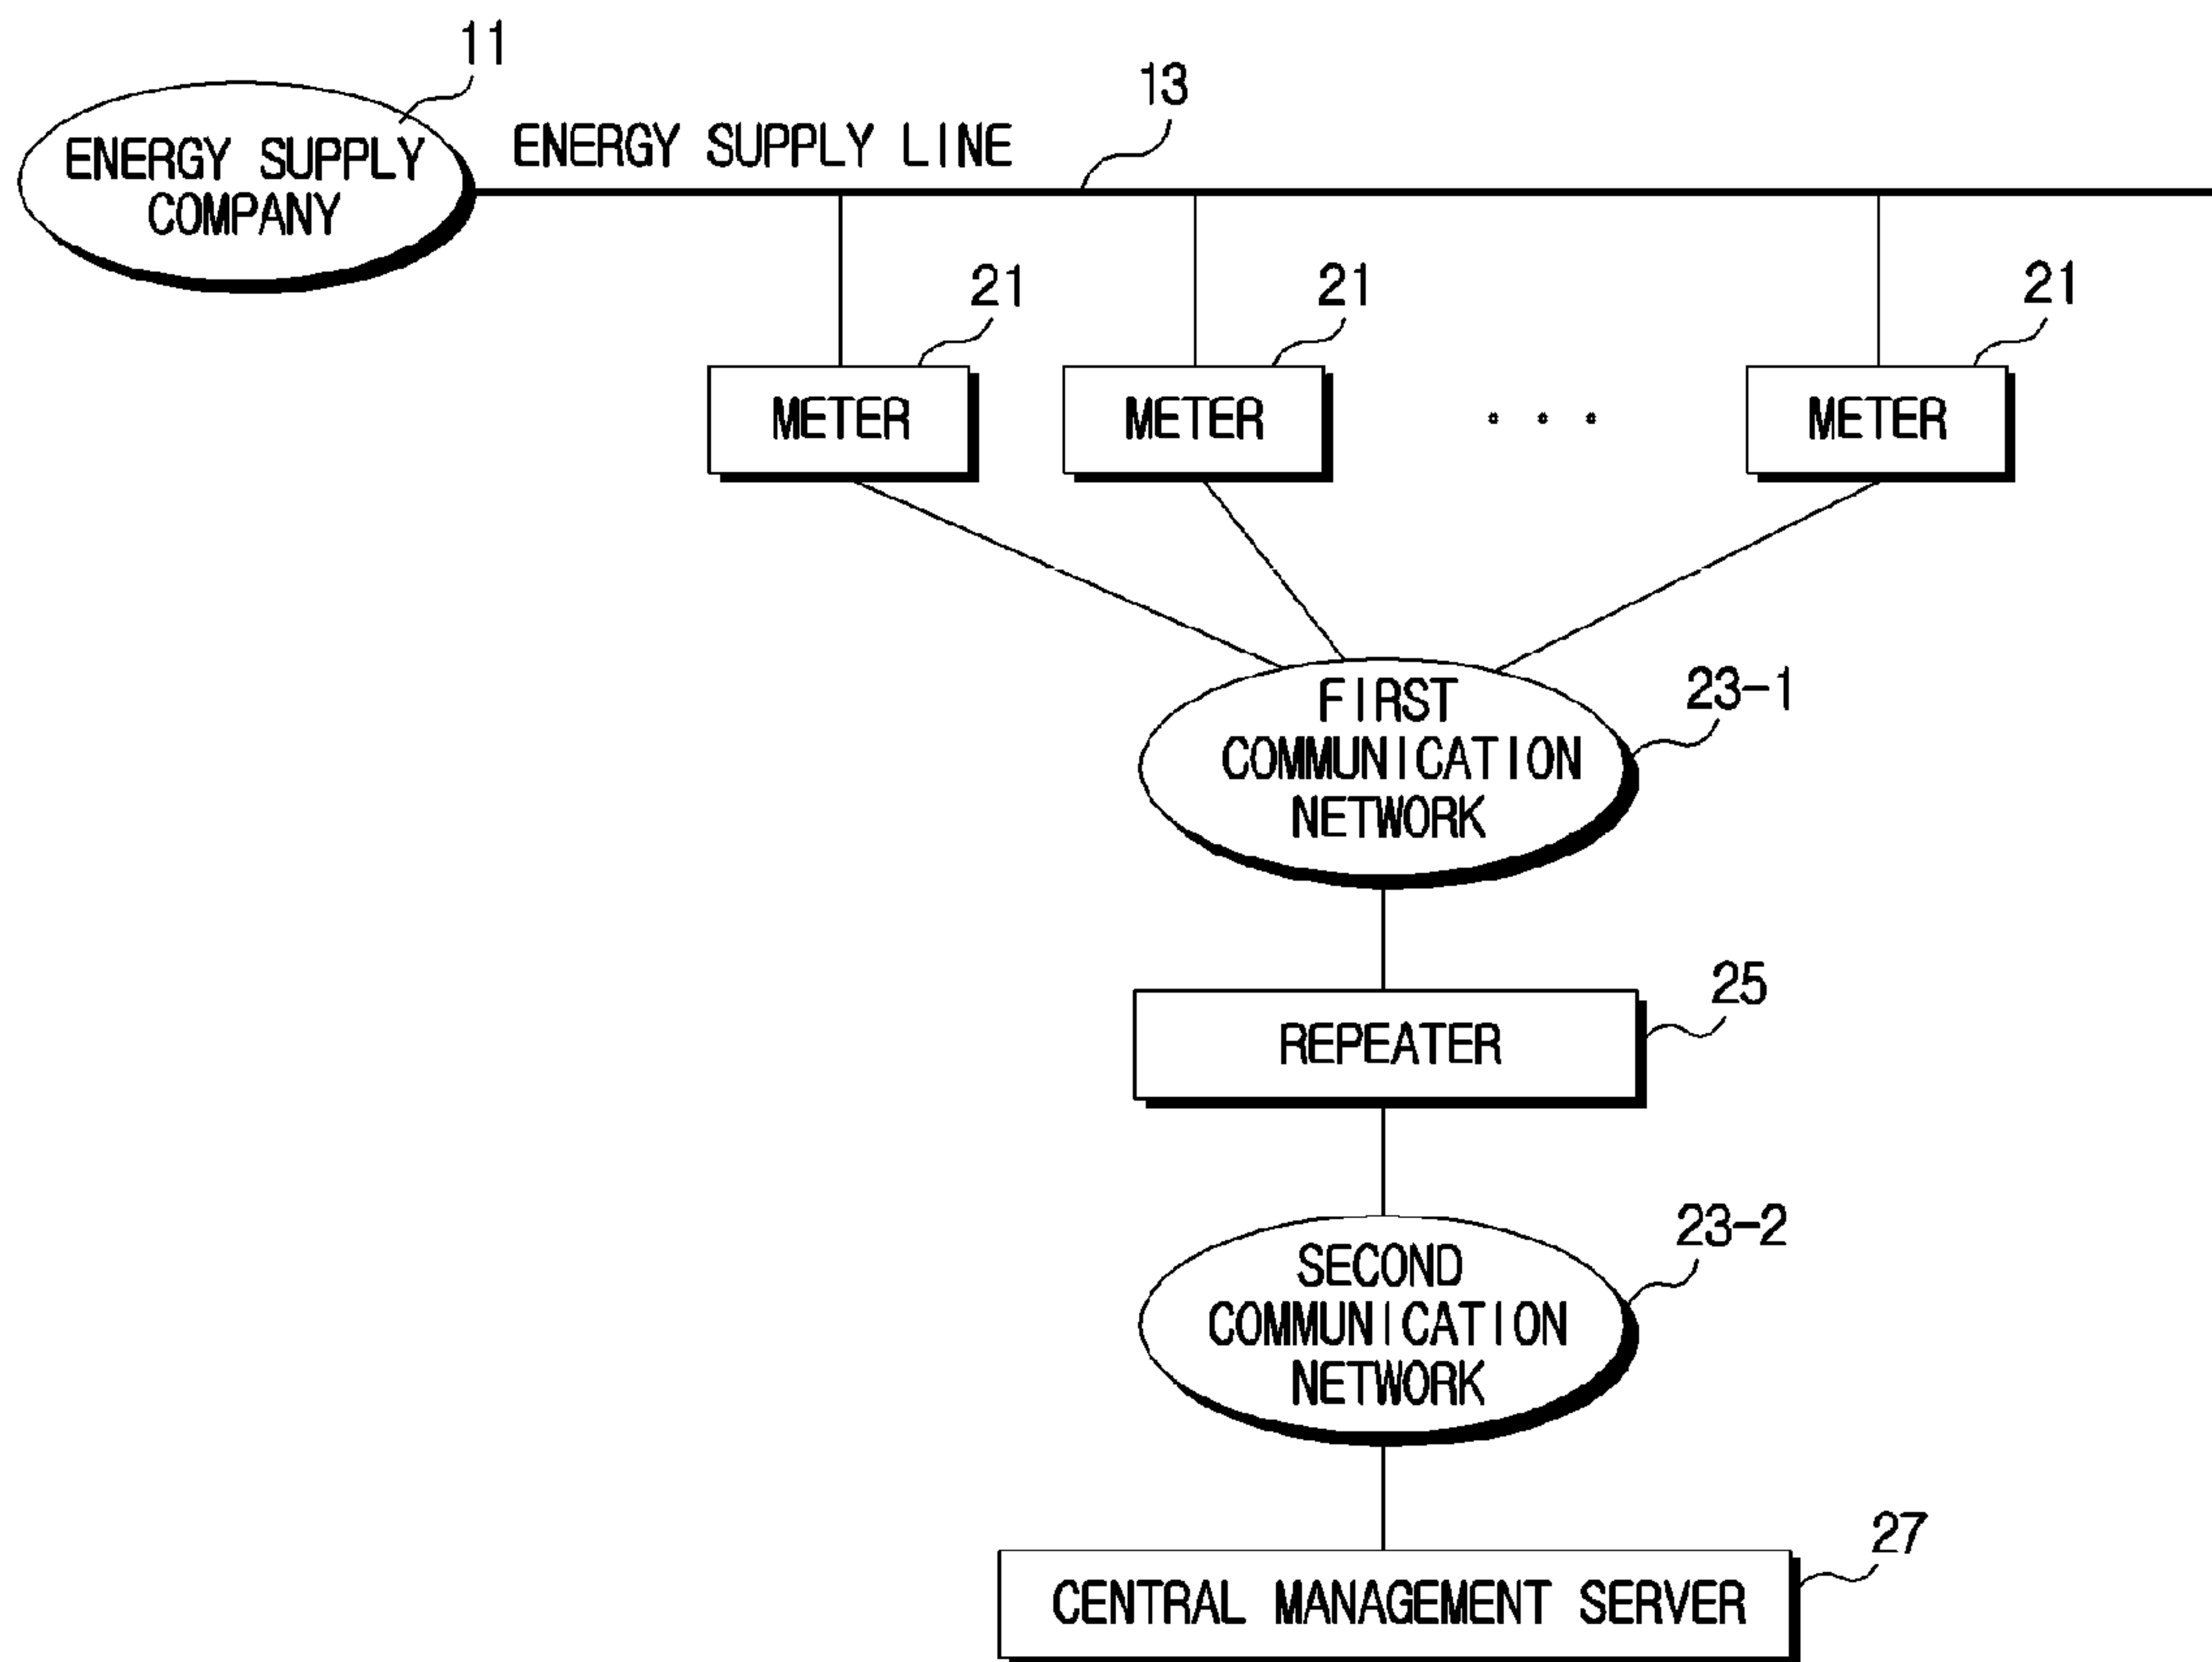 11
13
ENERGY SUPPLY
COMPANY
ENERGY SUPPLY LINE
21
21
21
METER
METER
. . .
METER
FIRST
COMMUNICATION
NETWORK
23-1
25
REPEATER
23-2
SECOND
COMMUNICATION
NETWORK
27
CENTRAL MANAGEMENT SERVER